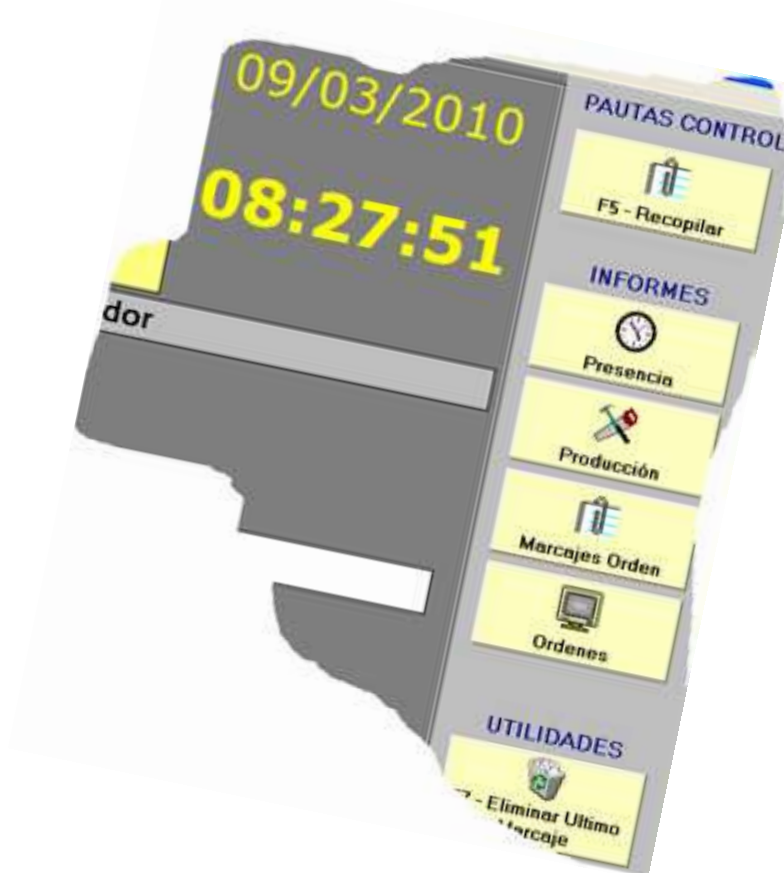 09/03/2010
08:27:51
dor
PAUTAS CONTROL
F5 - Recopilar
INFORMES
Presencia
Producción
Marcajes Orden
Ordenes
UTILIDADES
- Eliminar Ultimo